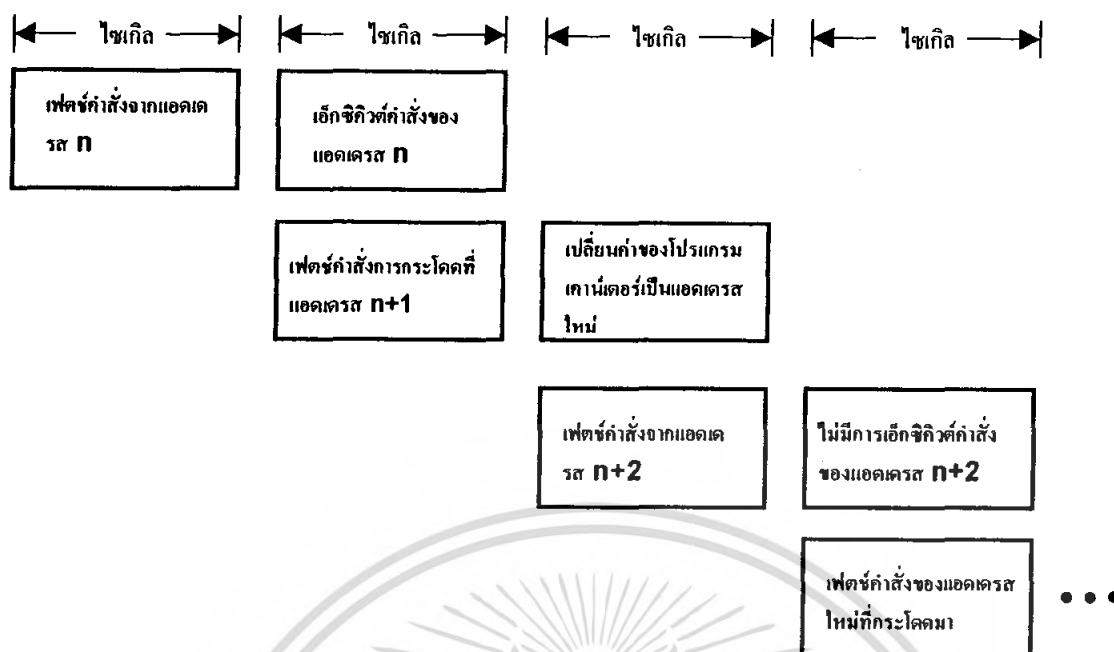 ไซเกิล ไซเกิล ไซเกิล ไซเกิล
เฟตช์คำสั่งจากแอดเด
รส n
เอ็กซิคิวต์คำสั่งของ
แอดเดรส n
เฟตช์คำสั่งการกระโดดที่
แอดเดรส n+1
เปลี่ยนค่าของโปรแกรม
เคาน์เตอร์เป็นแอดเดรส
ใหม่
เฟตช์คำสั่งจากแอดเด
รส n+2
ไม่มีการเอ็กซิคิวต์คำสั่ง
ของแอดเดรส n+2
เฟตช์คำสั่งของแอดเดรส
ใหม่ที่กระโดดมา